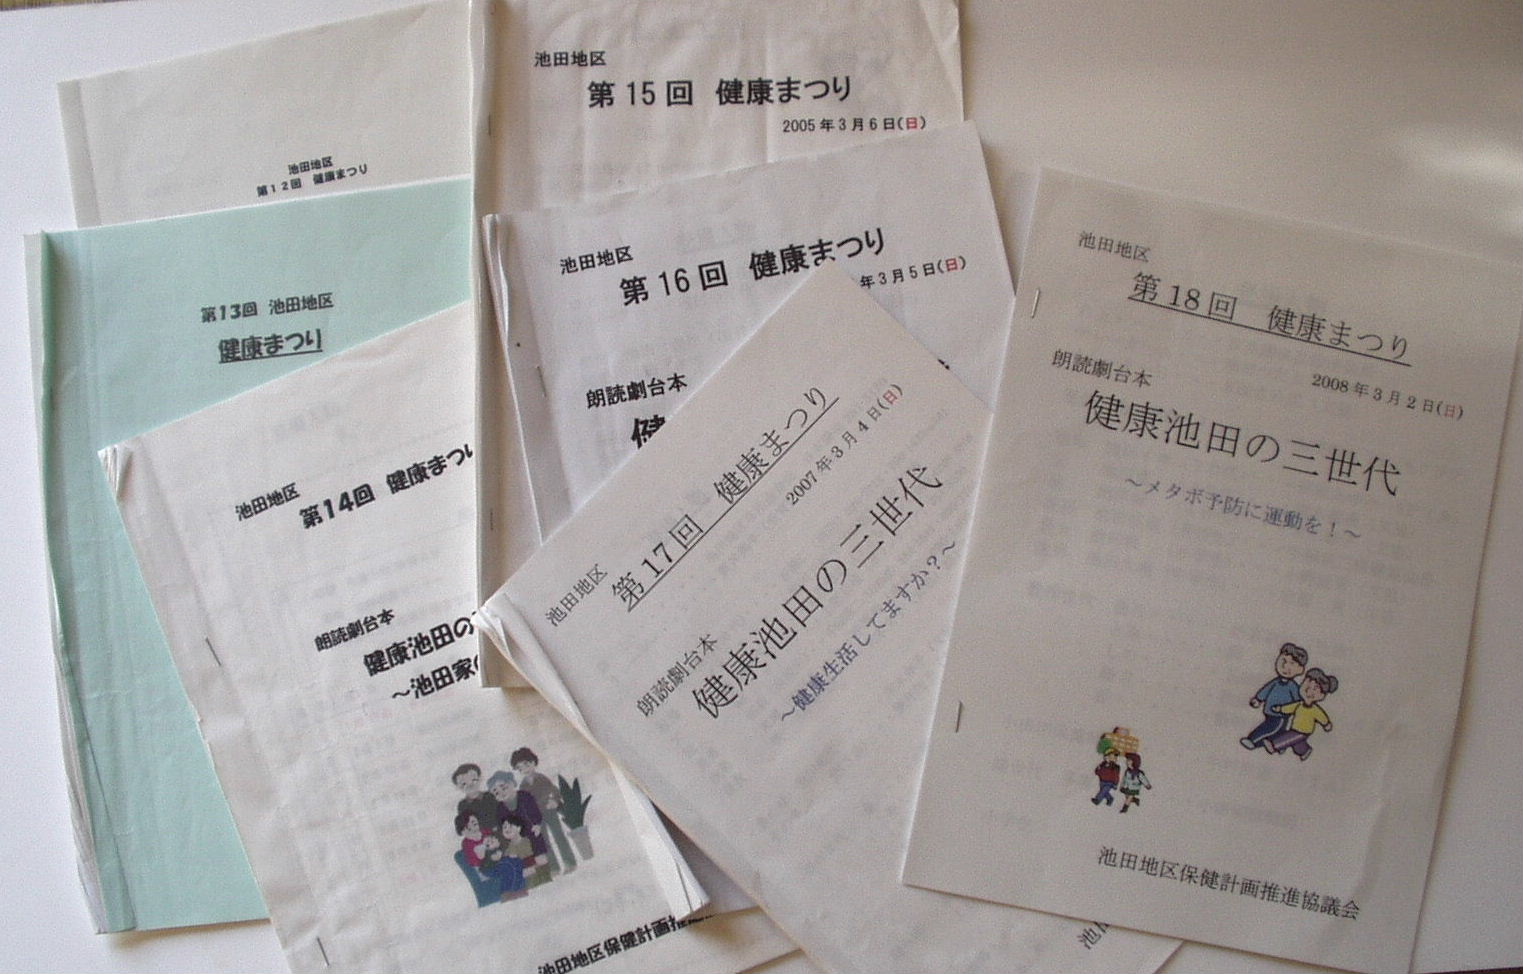 池田地区
第12回 健康まつり
第13回 池田地区
健康まつり
池田地区
第14回 健康まつり
朗読劇台本
健康池田の
～池田家の
池田地区保健計画推進
池田地区
第15回 健康まつり
2005年3月6日(日)
池田地区
第16回 健康まつり
年3月5日(日)
朗読劇台本
健
池田地区
第17回 健康まつり
2007年3月4日(日)
朗読劇台本
健康池田の三世代
～健康生活してますか？～
池
池田地区
第18回 健康まつり
2008年3月2日(日)
朗読劇台本
健康池田の三世代
～メタボ予防に運動を！～
池田地区保健計画推進協議会